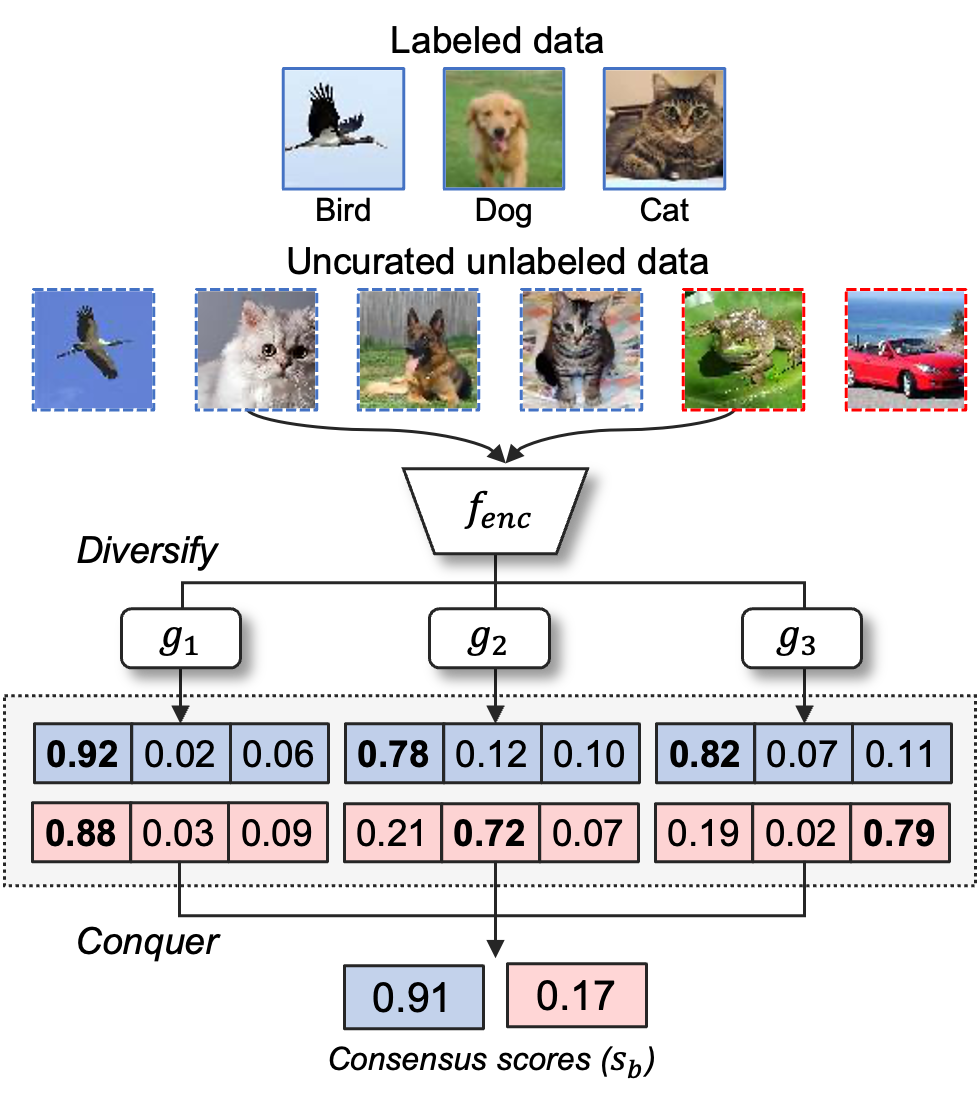 Labeled data
Bird Dog Cat
Uncurated unlabeled data
f_enc
Diversify
g_1 g_2 g_3
0.92 0.02 0.06 0.78 0.12 0.10 0.82 0.07 0.11
0.88 0.03 0.09 0.21 0.72 0.07 0.19 0.02 0.79
Conquer
0.91 0.17
Consensus scores (s_b)